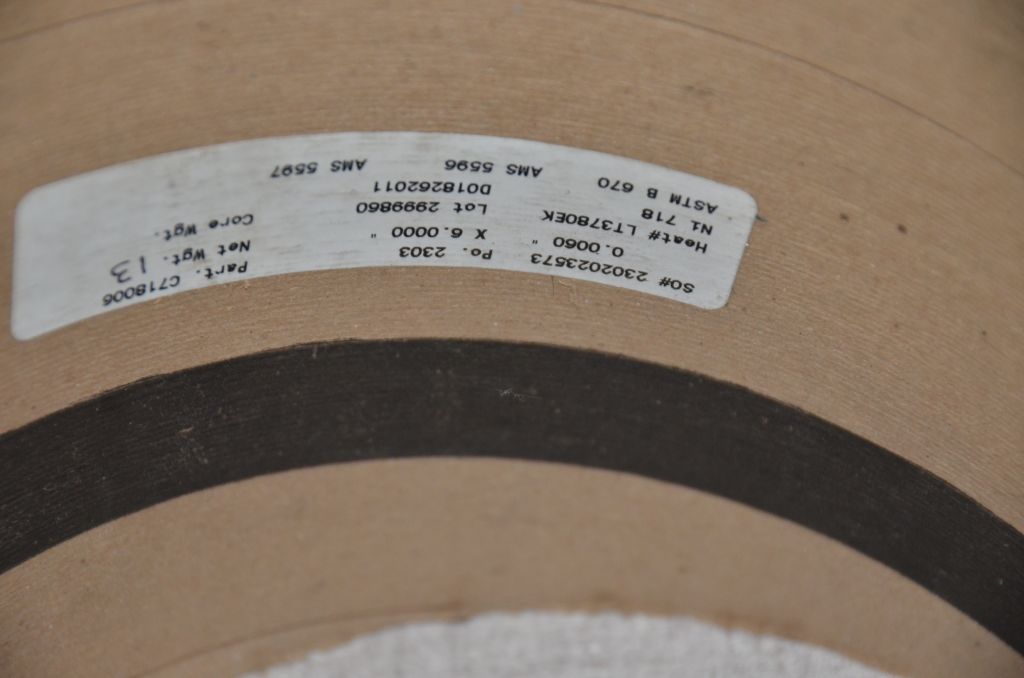 SO# 2302023573 Po. 2303 Part. C718006
0.0060 " X 6.0000 " Net Wgt. 13
Heat# LT3780EK Lot 2999860 Core Wgt.
Ni 718 D018262011
ASTM B 670 AMS 5596 AMS 5597